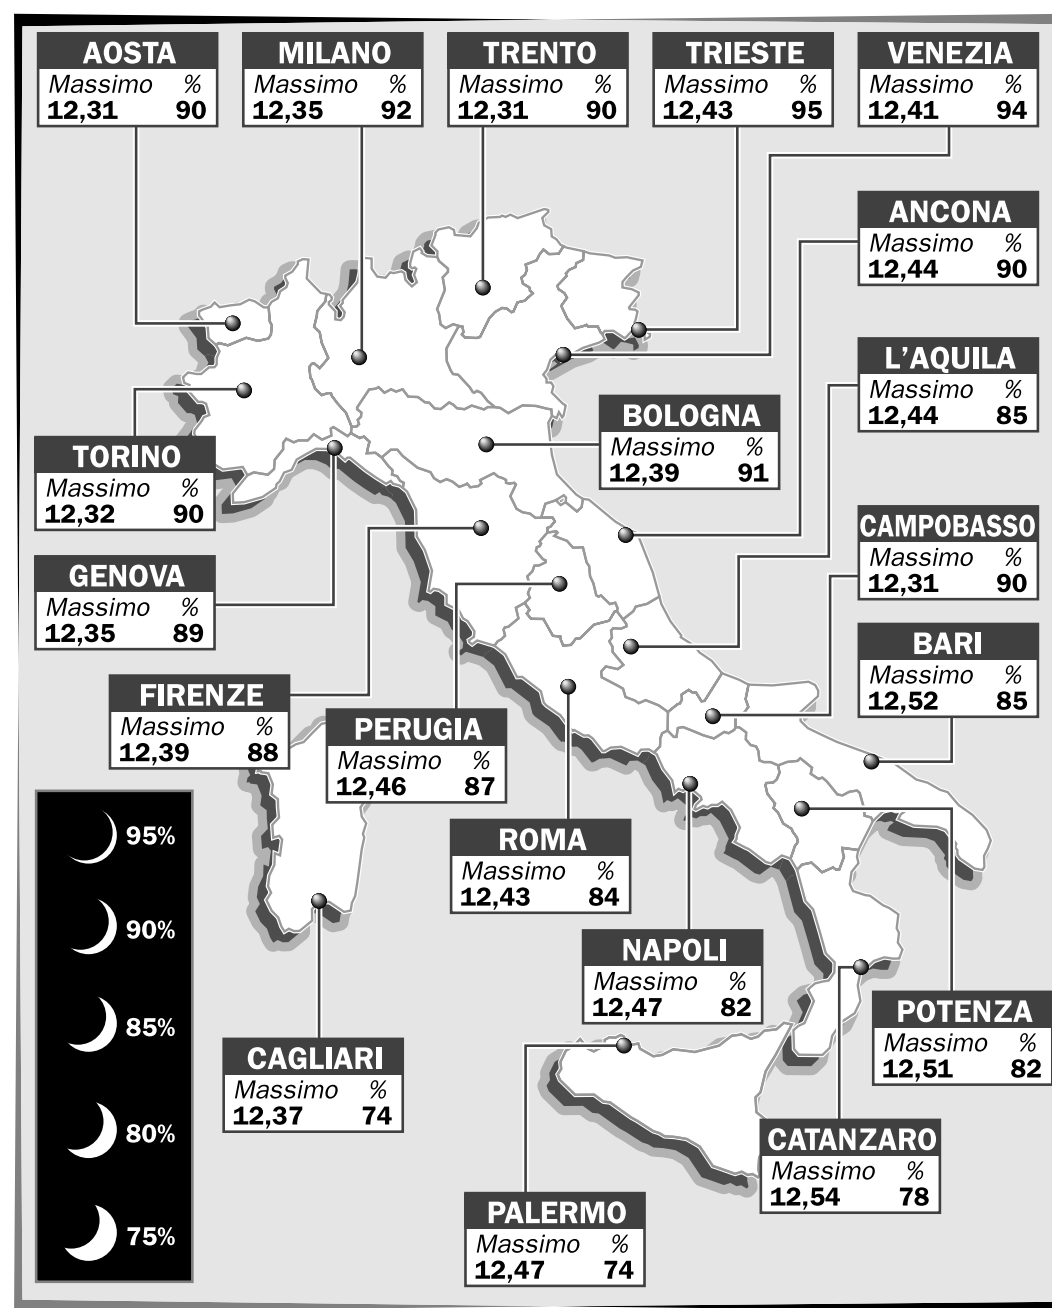 AOSTA
Massimo %
12,31 90
MILANO
Massimo %
12,35 92
TRENTO
Massimo %
12,31 90
TRIESTE
Massimo %
12,43 95
VENEZIA
Massimo %
12,41 94
ANCONA
Massimo %
12,44 90
L'AQUILA
Massimo %
12,44 85
BOLOGNA
Massimo %
12,39 91
TORINO
Massimo %
12,32 90
CAMPOBASSO
Massimo %
12,31 90
GENOVA
Massimo %
12,35 89
BARI
Massimo %
12,52 85
FIRENZE
Massimo %
12,39 88
PERUGIA
Massimo %
12,46 87
ROMA
Massimo %
12,43 84
NAPOLI
Massimo %
12,47 82
POTENZA
Massimo %
12,51 82
CAGLIARI
Massimo %
12,37 74
CATANZARO
Massimo %
12,54 78
PALERMO
Massimo %
12,47 74
95%
90%
85%
80%
75%